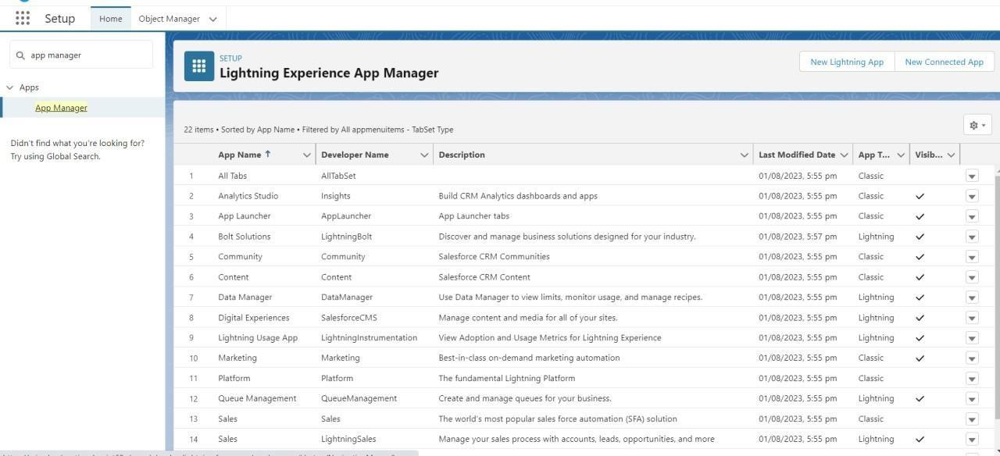 Setup
Home
Object Manager
app manager
Apps
App Manager
Didn't find what you're looking for?
Try using Global Search.
SETUP
Lightning Experience App Manager
New Lightning App
New Connected App
22 items • Sorted by App Name • Filtered by All appmenuitems - TabSet Type
App Name ↑ Developer Name Description Last Modified Date App T... Visib...
1 All Tabs AllTabSet 01/08/2023, 5:55 pm Classic
2 Analytics Studio Insights Build CRM Analytics dashboards and apps 01/08/2023, 5:55 pm Classic ✓
3 App Launcher AppLauncher App Launcher tabs 01/08/2023, 5:55 pm Classic ✓
4 Bolt Solutions LightningBolt Discover and manage business solutions designed for your industry. 01/08/2023, 5:57 pm Lightning ✓
5 Community Community Salesforce CRM Communities 01/08/2023, 5:55 pm Classic ✓
6 Content Content Salesforce CRM Content 01/08/2023, 5:55 pm Classic ✓
7 Data Manager DataManager Use Data Manager to view limits, monitor usage, and manage recipes. 01/08/2023, 5:55 pm Lightning ✓
8 Digital Experiences SalesforceCMS Manage content and media for all of your sites. 01/08/2023, 5:55 pm Lightning ✓
9 Lightning Usage App LightningInstrumentation View Adoption and Usage Metrics for Lightning Experience 01/08/2023, 5:55 pm Lightning ✓
10 Marketing Marketing Best-in-class on-demand marketing automation 01/08/2023, 5:55 pm Classic ✓
11 Platform Platform The fundamental Lightning Platform 01/08/2023, 5:55 pm Classic
12 Queue Management QueueManagement Create and manage queues for your business. 01/08/2023, 5:55 pm Lightning ✓
13 Sales Sales The world's most popular sales force automation (SFA) solution 01/08/2023, 5:55 pm Classic
14 Sales LightningSales Manage your sales process with accounts, leads, opportunities, and more 01/08/2023, 5:55 pm Lightning ✓